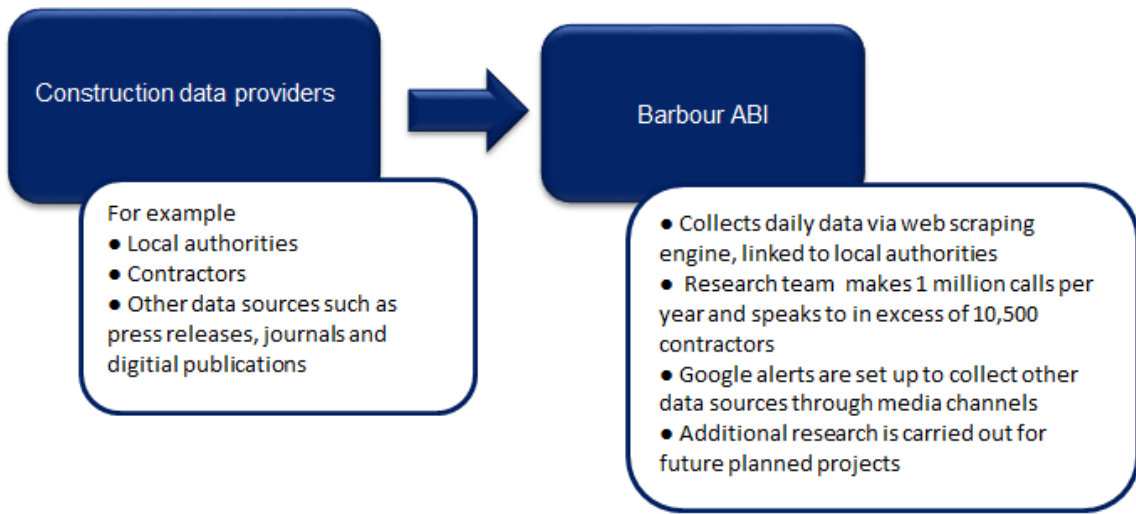 Construction data providers
For example
● Local authorities
● Contractors
● Other data sources such as
press releases, journals and
digitial publications
Barbour ABI
● Collects daily data via web scraping
engine, linked to local authorities
● Research team makes 1 million calls per
year and speaks to in excess of 10,500
contractors
● Google alerts are set up to collect other
data sources through media channels
● Additional research is carried out for
future planned projects